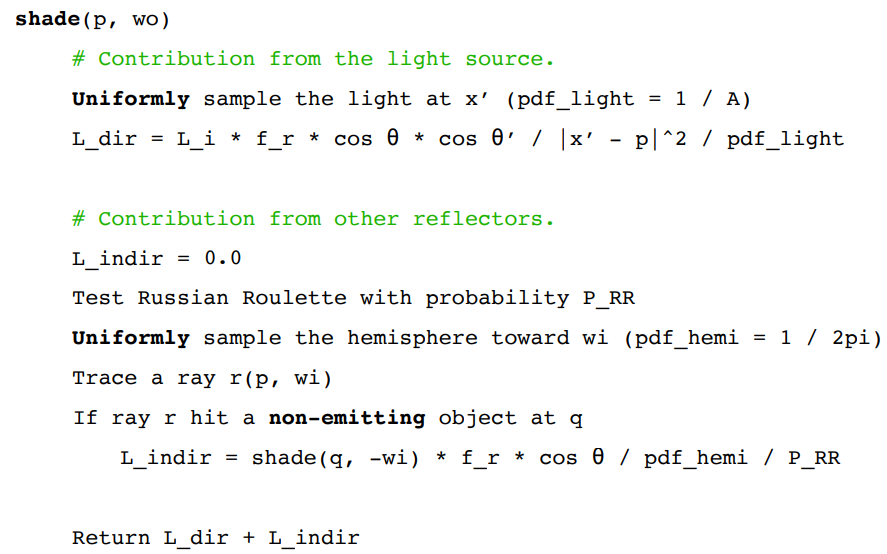 shade(p, wo)
# Contribution from the light source.
Uniformly sample the light at x′ (pdf_light = 1 / A)
L_dir = L_i * f_r * cos θ * cos θ′ / |x′ - p|^2 / pdf_light
# Contribution from other reflectors.
L_indir = 0.0
Test Russian Roulette with probability P_RR
Uniformly sample the hemisphere toward wi (pdf_hemi = 1 / 2pi)
Trace a ray r(p, wi)
If ray r hit a non-emitting object at q
L_indir = shade(q, -wi) * f_r * cos θ / pdf_hemi / P_RR
Return L_dir + L_indir